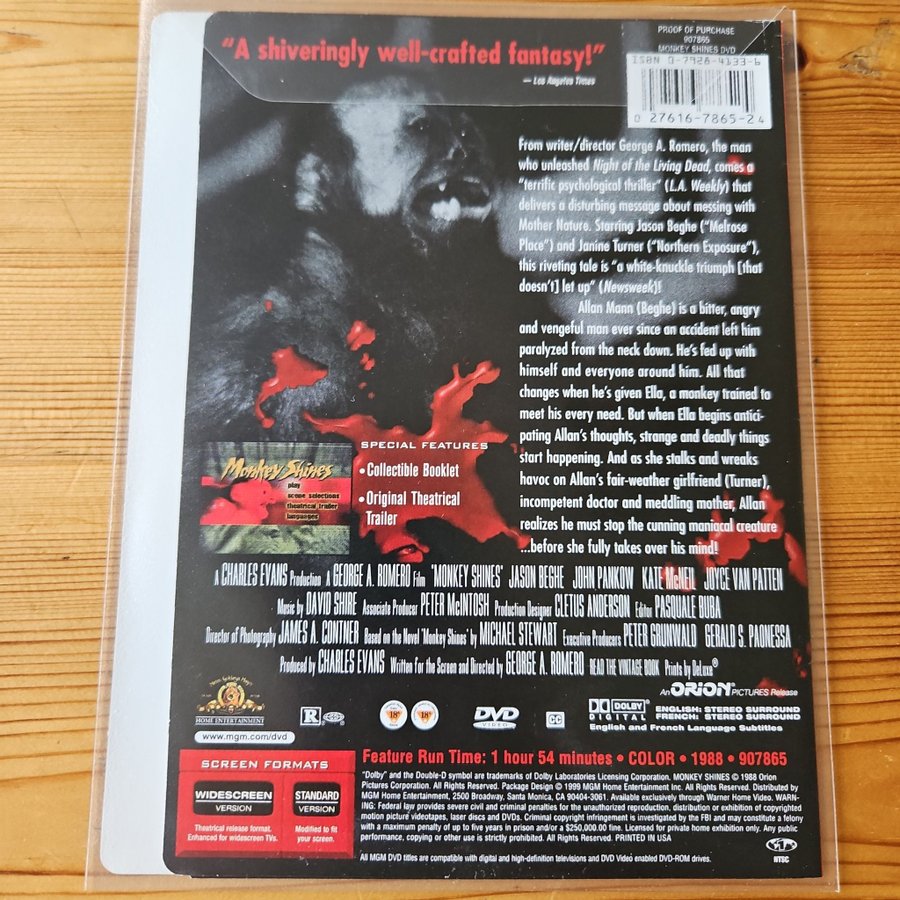 "A shiveringly well-crafted fantasy!"
— Los Angeles Times
PROOF OF PURCHASE
907865
MONKEY SHINES DVD
ISBN 0-7928-4133-6
0 27616-7865-2 4
From writer/director George A. Romero, the man
who unleashed Night of the Living Dead, comes a
"terrific psychological thriller" (L.A. Weekly) that
delivers a disturbing message about messing with
Mother Nature. Starring Jason Beghe ("Melrose
Place") and Janine Turner ("Northern Exposure"),
this riveting tale is "a white-knuckle triumph [that
doesn't] let up" (Newsweek)!
Allan Mann (Beghe) is a bitter, angry
and vengeful man ever since an accident left him
paralyzed from the neck down. He's fed up with
himself and everyone around him. All that
changes when he's given Ella, a monkey trained to
meet his every need. But when Ella begins antici-
pating Allan's thoughts, strange and deadly things
start happening. And as she stalks and wreaks
havoc on Allan's fair-weather girlfriend (Turner),
incompetent doctor and meddling mother, Allan
realizes he must stop the cunning maniacal creature
...before she fully takes over his mind!
Monkey Shines
play
scene selections
theatrical trailer
languages
SPECIAL FEATURES
• Collectible Booklet
• Original Theatrical
Trailer
A CHARLES EVANS Production A GEORGE A. ROMERO Film "MONKEY SHINES" JASON BEGHE JOHN PANKOW KATE McNEIL JOYCE VAN PATTEN
Music by DAVID SHIRE Associate Producer PETER McINTOSH Production Designer CLETUS ANDERSON Editor PASQUALE BUBA
Director of Photography JAMES A. CONTNER Based on the Novel "Monkey Shines" by MICHAEL STEWART Executive Producers PETER GRUNWALD GERALD S. PAONESSA
Produced by CHARLES EVANS Written for the Screen and Directed by GEORGE A. ROMERO READ THE VINTAGE BOOK Prints by DeLuxe®
An ORION PICTURES Release
MGM
HOME ENTERTAINMENT
www.mgm.com/dvd
R
18
18
DVD
VIDEO
CC
DOLBY
DIGITAL
ENGLISH: STEREO SURROUND
FRENCH: STEREO SURROUND
English and French Language Subtitles
SCREEN FORMATS
WIDESCREEN
VERSION
Theatrical release format.
Enhanced for widescreen TVs.
STANDARD
VERSION
Modified to fit
your screen.
Feature Run Time: 1 hour 54 minutes • COLOR • 1988 • 907865
"Dolby" and the Double-D symbol are trademarks of Dolby Laboratories Licensing Corporation. MONKEY SHINES © 1988 Orion
Pictures Corporation. All Rights Reserved. Package Design © 1999 MGM Home Entertainment Inc. All Rights Reserved. Distributed by
MGM Home Entertainment, 2500 Broadway, Santa Monica, CA 90404-3061. Available exclusively through Warner Home Video. WARN-
ING: Federal law provides severe civil and criminal penalties for the unauthorized reproduction, distribution or exhibition of copyrighted
motion picture videotapes, laser discs and DVDs. Criminal copyright infringement is investigated by the FBI and may constitute a felony
with a maximum penalty of up to five years in prison and/or a $250,000.00 fine. Licensed for private home exhibition only. Any public
performance, copying or other use is strictly prohibited. All Rights Reserved. PRINTED IN USA
All MGM DVD titles are compatible with digital and high-definition televisions and DVD Video enabled DVD-ROM drives.
NTSC